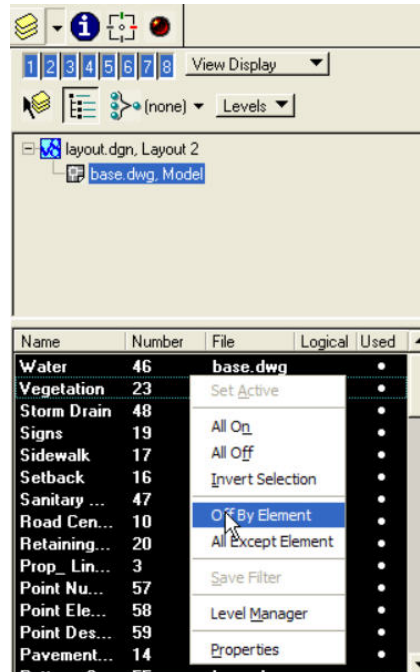 1 2 3 4 5 6 7 8 View Display
(none) Levels
layout.dgn, Layout 2
base.dwg, Model
Name Number File Logical Used
Water 46 base.dwg
Vegetation 23
Set Active
Storm Drain 48
Signs 19
All On
Sidewalk 17
All Off
Setback 16
Invert Selection
Sanitary ... 47
Road Cen... 10
Off By Element
Retaining... 20
All Except Element
Prop_ Lin... 3
Point Nu... 57
Save Filter
Point Ele... 58
Level Manager
Point Des... 59
Pavement... 14
Properties